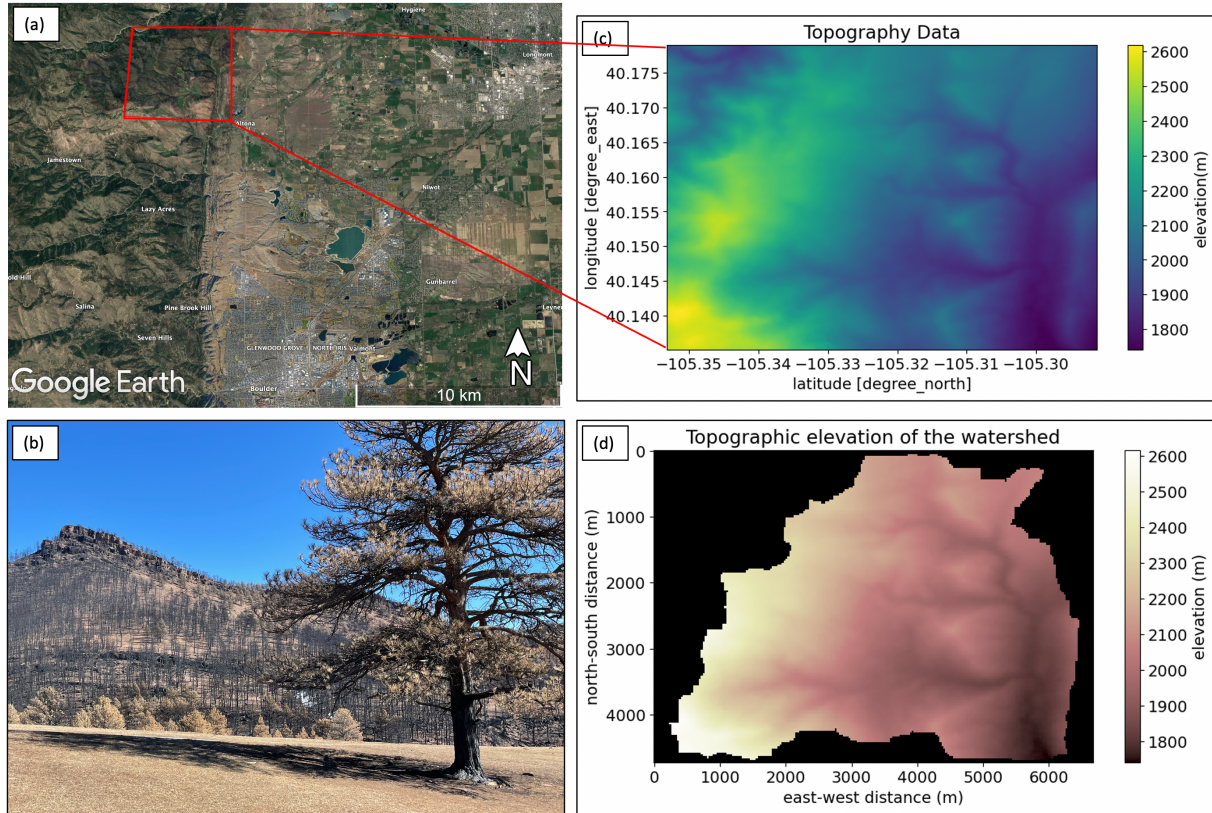 (a)
Hygiene
Longmont
Altona
Jamestown
Niwot
Lazy Acres
Gunbarrel
Salina
Pine Brook Hill
Seven Hills
GLENWOOD GROVE
NORTH IRIS
Valmont
Boulder
Google Earth
N
10 km
(c)
Topography Data
40.175
40.170
40.165
40.160
40.155
40.150
40.145
40.140
longitude [degree_east]
−105.35
−105.34
−105.33
−105.32
−105.31
−105.30
latitude [degree_north]
2600
2500
2400
2300
2200
2100
2000
1900
1800
elevation(m)
(b)
(d)
Topographic elevation of the watershed
0
1000
2000
3000
4000
north-south distance (m)
0
1000
2000
3000
4000
5000
6000
east-west distance (m)
2600
2500
2400
2300
2200
2100
2000
1900
1800
elevation (m)